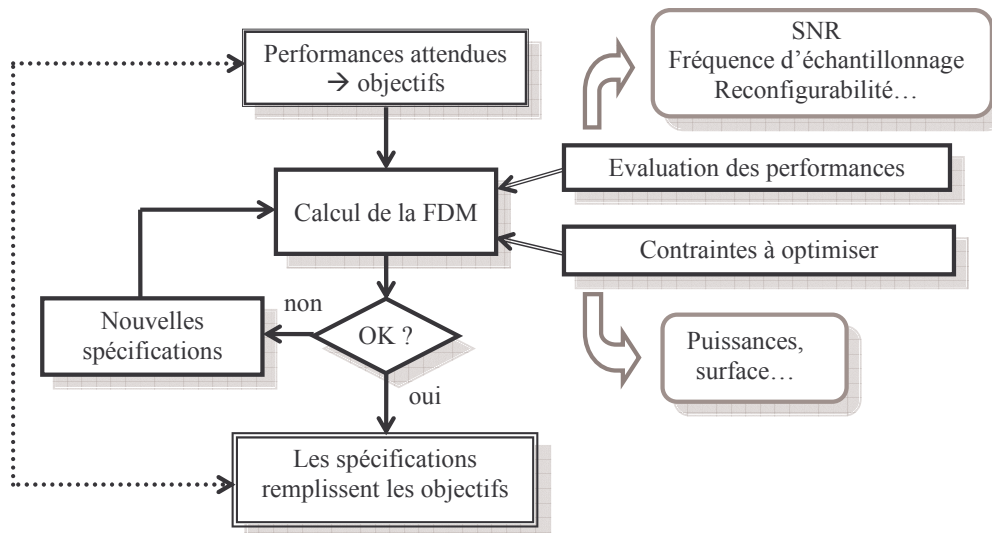 Performances attendues
→ objectifs
SNR
Fréquence d’échantillonnage
Reconfigurabilité…
Evaluation des performances
Calcul de la FDM
Contraintes à optimiser
non
Nouvelles
spécifications
OK ?
Puissances,
surface…
oui
Les spécifications
remplissent les objectifs